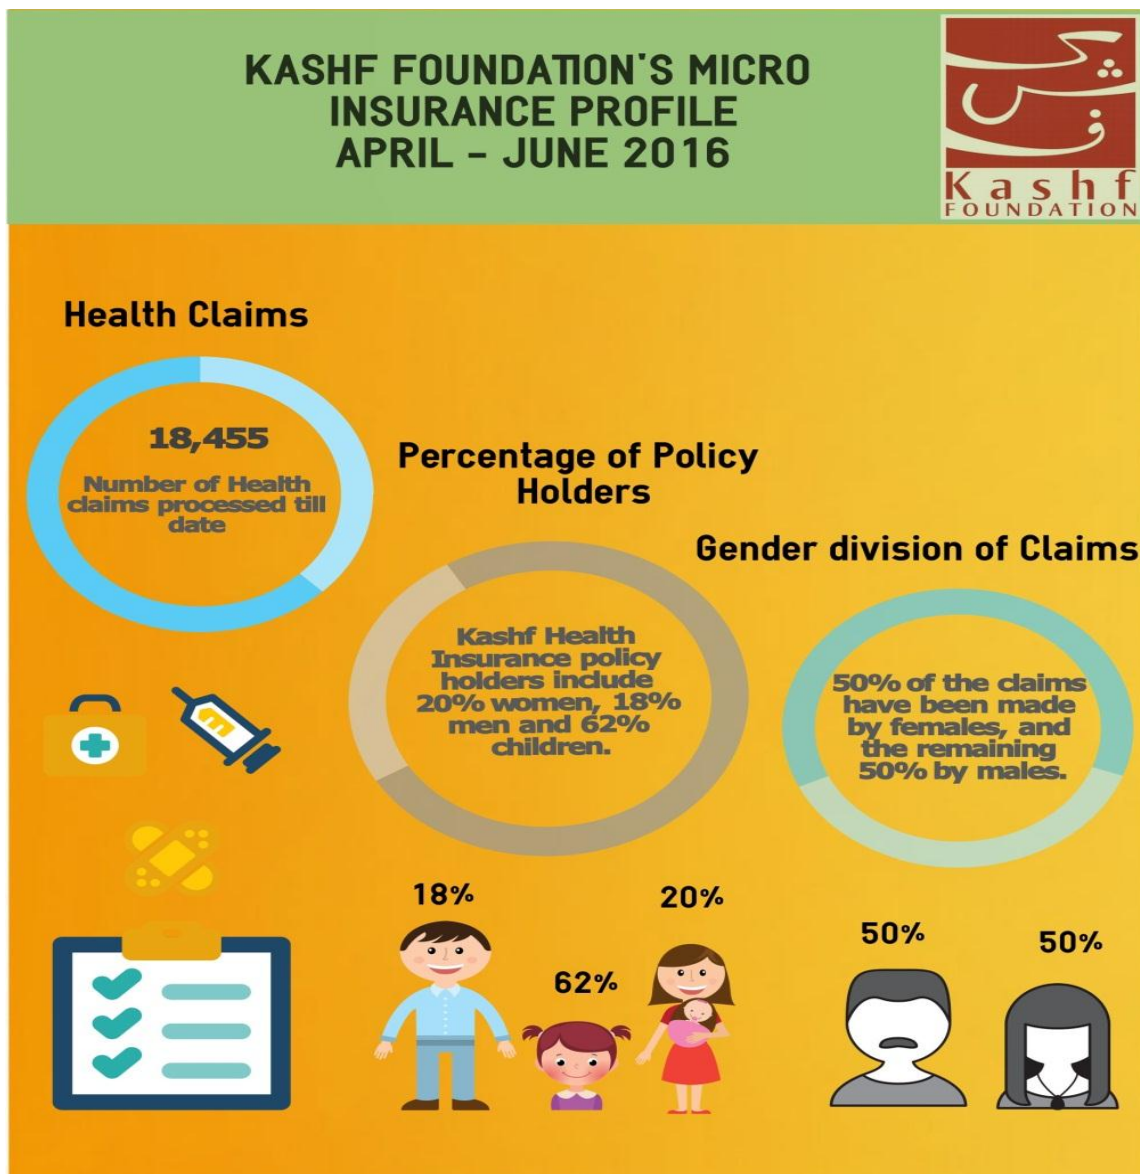 KASHF FOUNDATION'S MICRO
INSURANCE PROFILE
APRIL - JUNE 2016
کشف
Kashf
FOUNDATION
Health Claims
18,455
Number of Health
claims processed till
date
Percentage of Policy
Holders
Kashf Health
Insurance policy
holders include
20% women, 18%
men and 62%
children.
Gender division of Claims
50% of the claims
have been made
by females, and
the remaining
50% by males.
18%
62%
20%
50%
50%